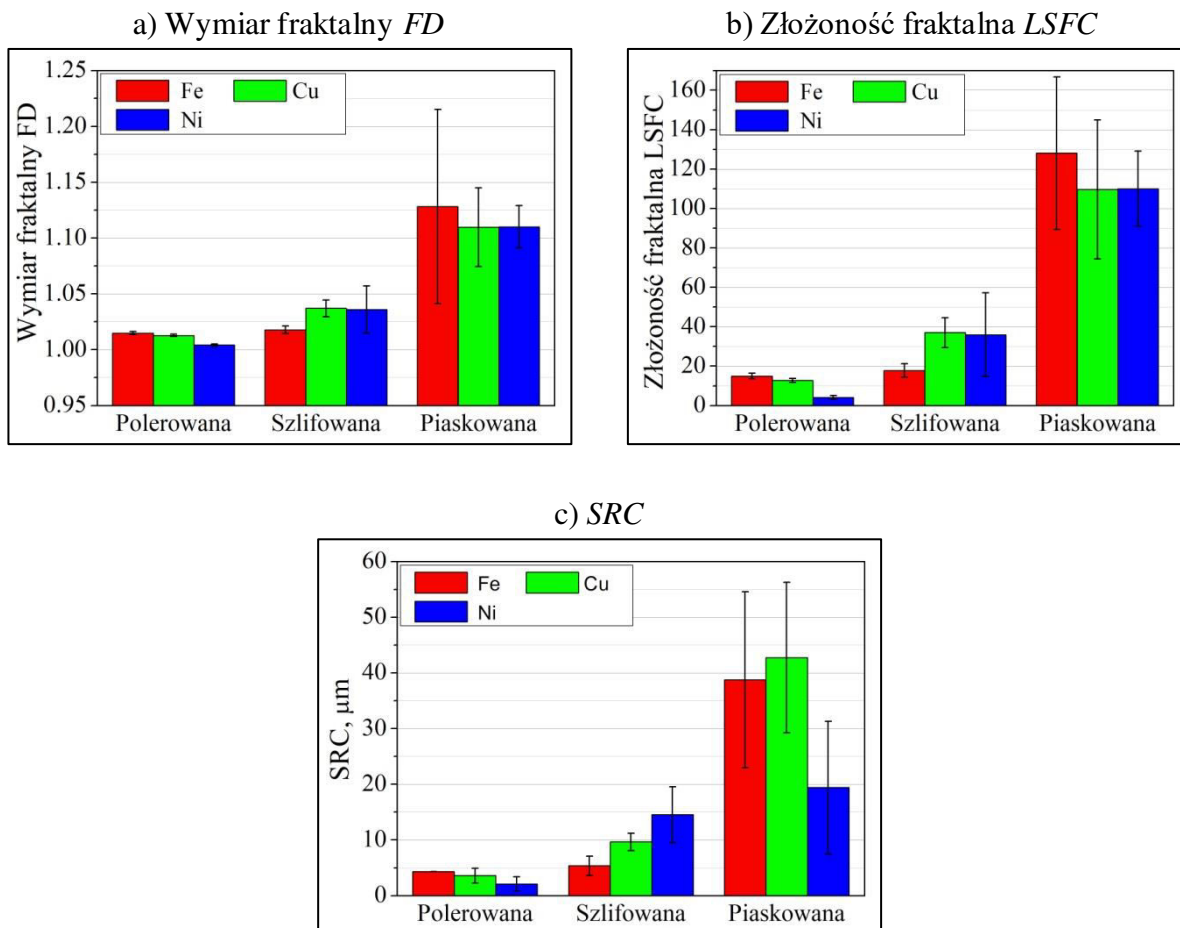 a) Wymiar fraktalny FD
b) Złożoność fraktalna LSFC
Wymiar fraktalny FD
1.25
1.20
1.15
1.10
1.05
1.00
0.95
Fe
Cu
Ni
Polerowana
Szlifowana
Piaskowana
Złożoność fraktalna LSFC
160
140
120
100
80
60
40
20
0
Fe
Cu
Ni
Polerowana
Szlifowana
Piaskowana
c) SRC
SRC, μm
60
50
40
30
20
10
0
Fe
Cu
Ni
Polerowana
Szlifowana
Piaskowana